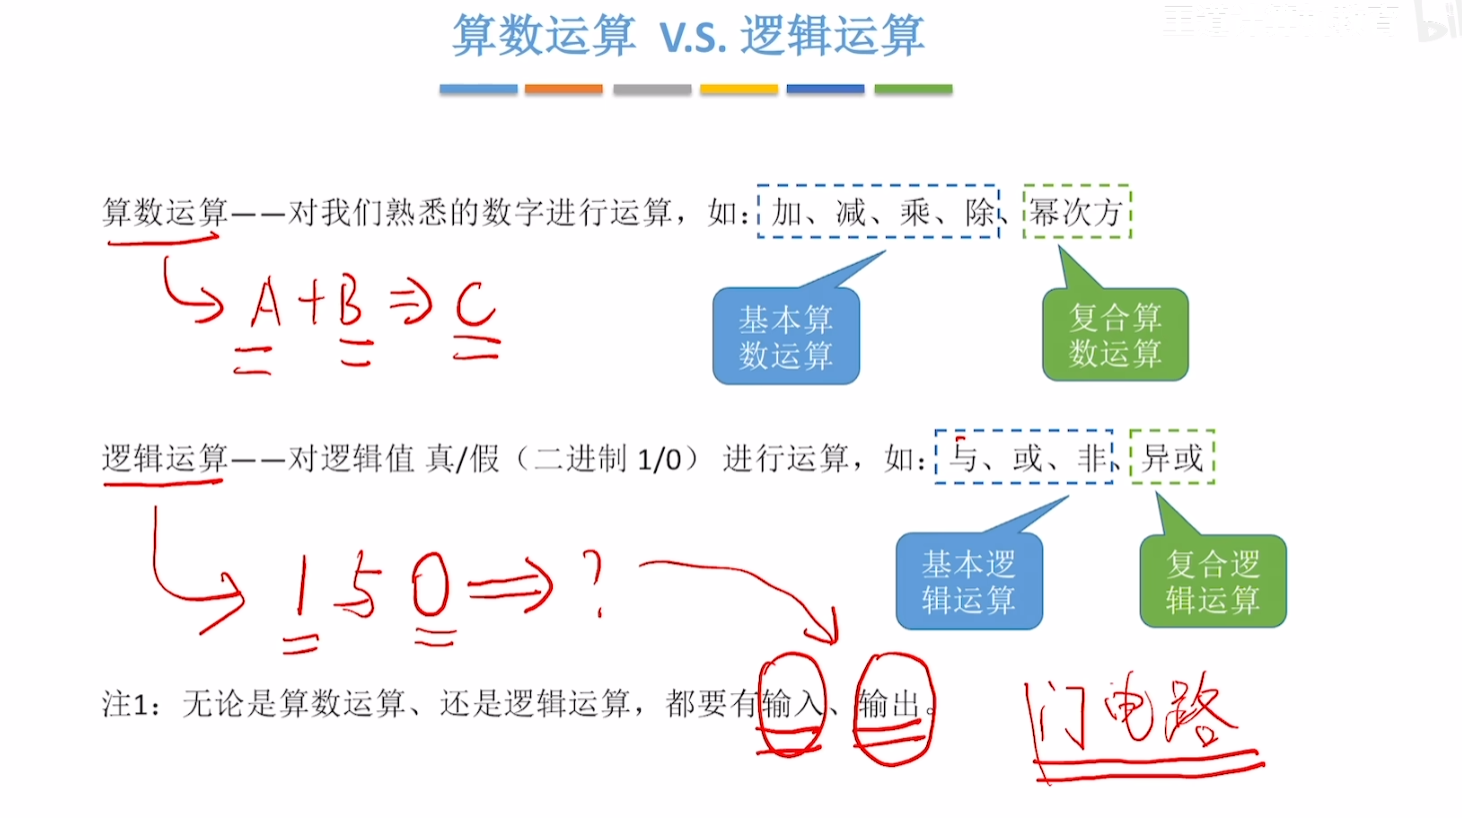 算数运算 V.S. 逻辑运算
算数运算——对我们熟悉的数字进行运算，如：加、减、乘、除、幂次方
A+B⇒C
基本算
数运算
复合算
数运算
逻辑运算——对逻辑值 真/假（二进制 1/0） 进行运算，如：与、或、非、异或
1 与 0 ⇒ ?
基本逻
辑运算
复合逻
辑运算
注1：无论是算数运算、还是逻辑运算，都要有输入、输出。
门电路